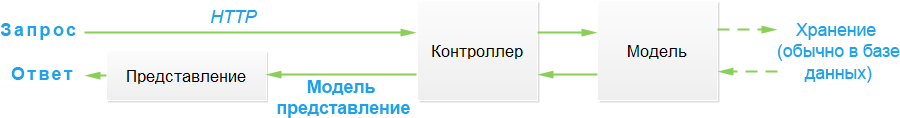 HTTP
Запрос
Контроллер
Модель
Хранение
(обычно в базе
данных)
Ответ
Представление
Модель
представление